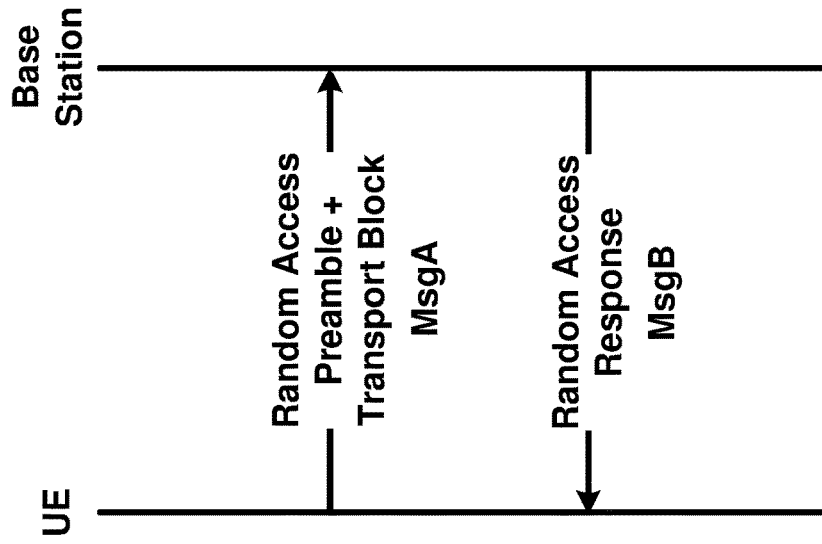 UE
Base
Station
Random Access
Preamble +
Transport Block
MsgA
Random Access
Response
MsgB